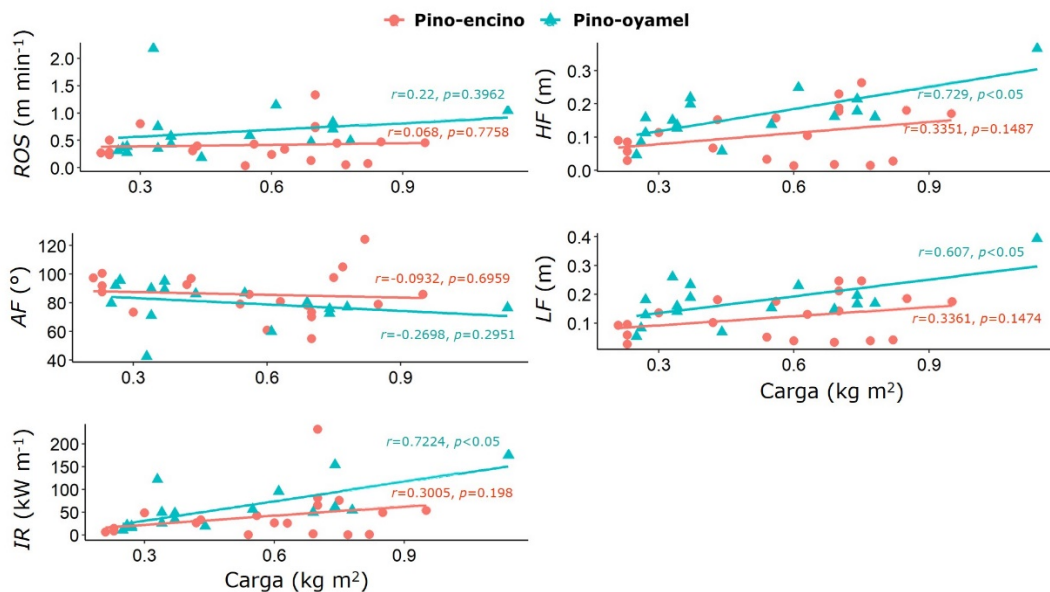 Pino-encino Pino-oyamel
ROS (m min⁻¹)
2.0
1.5
1.0
0.5
0.0
r=0.22, p=0.3962
0.068, p=0.7758
0.3 0.6 0.9
HF (m)
0.3
0.2
0.1
0.0
r=0.729, p<0.05
r=0.3351, p=0.1487
0.3 0.6 0.9
AF (°)
120
100
80
60
40
r=-0.0932, p=0.6959
r=-0.2698, p=0.2951
0.3 0.6 0.9
LF (m)
0.4
0.3
0.2
0.1
r=0.607, p<0.05
r=0.3361, p=0.1474
0.3 0.6 0.9
Carga (kg m²)
IR (kW m⁻¹)
200
150
100
50
0
r=0.7224, p<0.05
r=0.3005, p=0.198
0.3 0.6 0.9
Carga (kg m²)